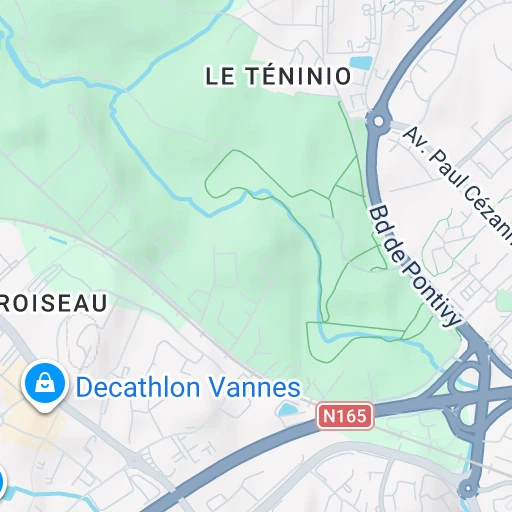 LE TÉNINIO
Av. Paul Cézann
Bd de Pontivy
ROISEAU
Decathlon Vannes
N165